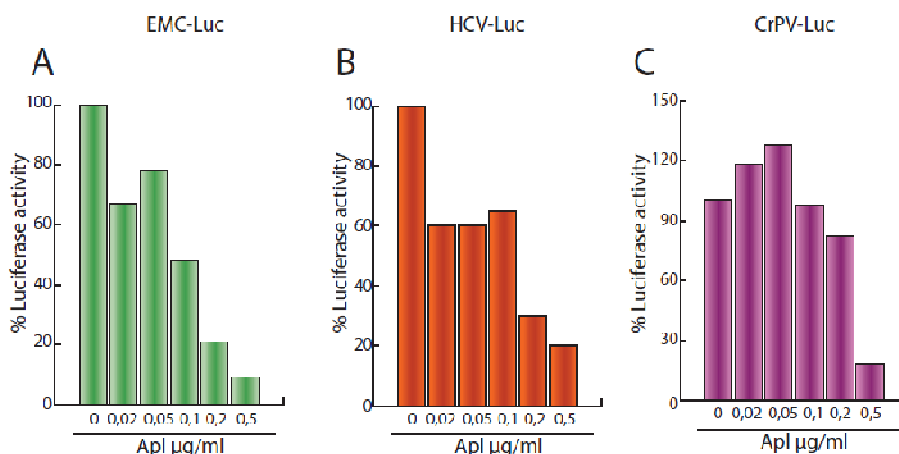 EMC-Luc
HCV-Luc
CrPV-Luc
A
B
C
% Luciferase activity
100
80
60
40
20
0
0 0,02 0,05 0,1 0,2 0,5
Apl µg/ml
% Luciferase activity
100
80
60
40
20
0
0 0,02 0,05 0,1 0,2 0,5
Apl µg/ml
% Luciferase activity
150
120
90
60
30
0
0 0,02 0,05 0,1 0,2 0,5
Apl µg/ml